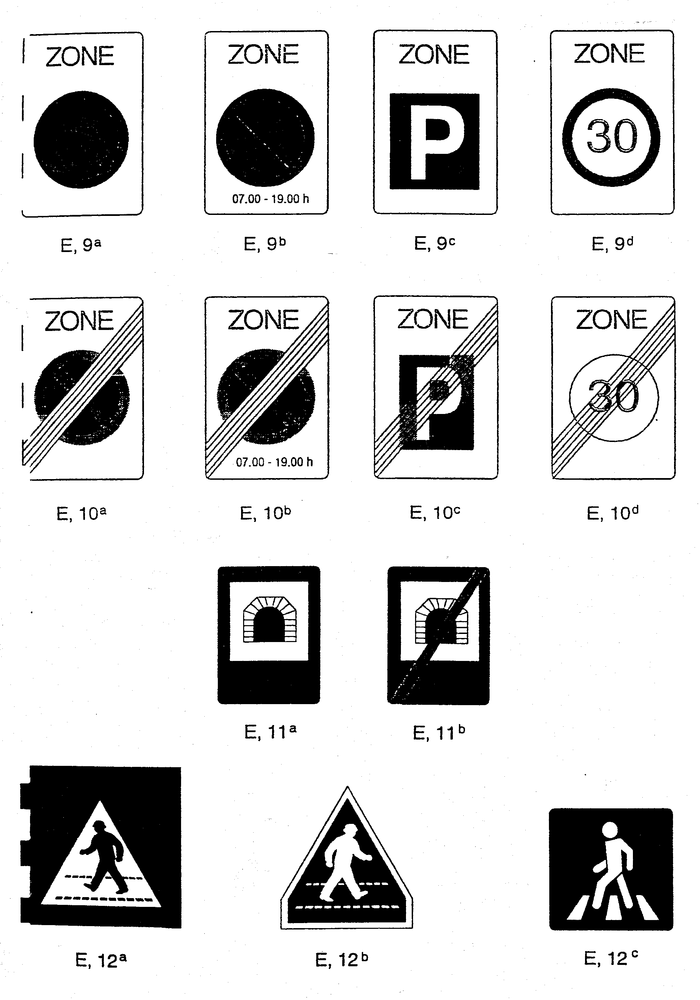 ZONE ZONE ZONE ZONE
P 30
07.00 - 19.00 h
E, 9a E, 9b E, 9c E, 9d
ZONE ZONE ZONE ZONE
P 30
07.00 - 19.00 h
E, 10a E, 10b E, 10c E, 10d
E, 11a E, 11b
E, 12a E, 12b E, 12c